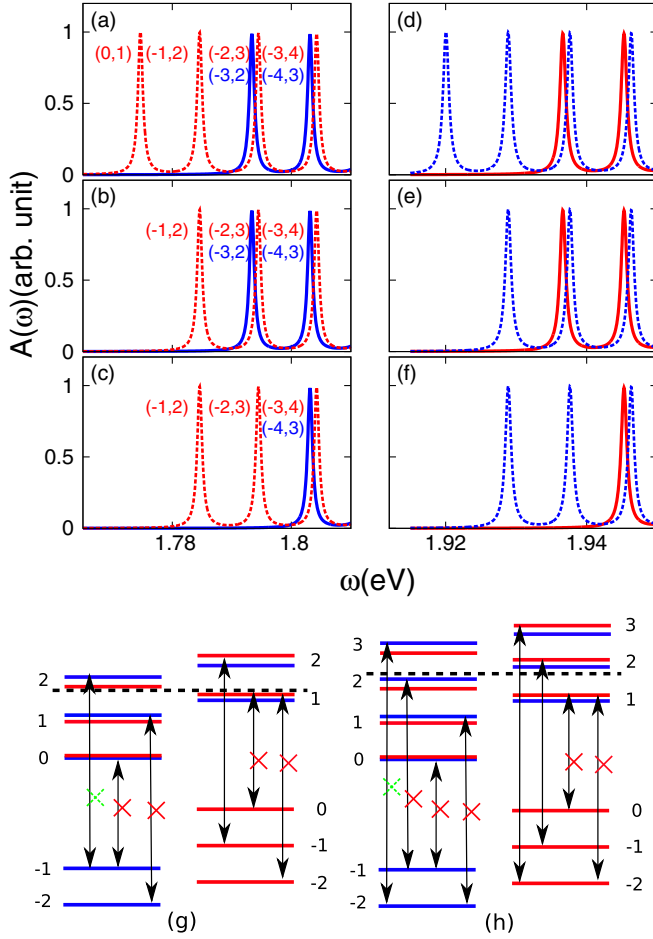 (a)
(d)
1
(0,1) (-1,2) (-2,3) (-3,4)
(-3,2) (-4,3)
0.5
0
(b)
(e)
1
(-1,2) (-2,3) (-3,4)
(-3,2) (-4,3)
0.5
0
(c)
(f)
1
(-1,2) (-2,3) (-3,4)
(-4,3)
0.5
0
A(ω)(arb. unit)
1.78 1.8 1.92 1.94
ω(eV)
2
1
0
-1
-2
2
1
0
-1
-2
(g)
3
2
1
0
-1
-2
3
2
1
0
-1
-2
(h)